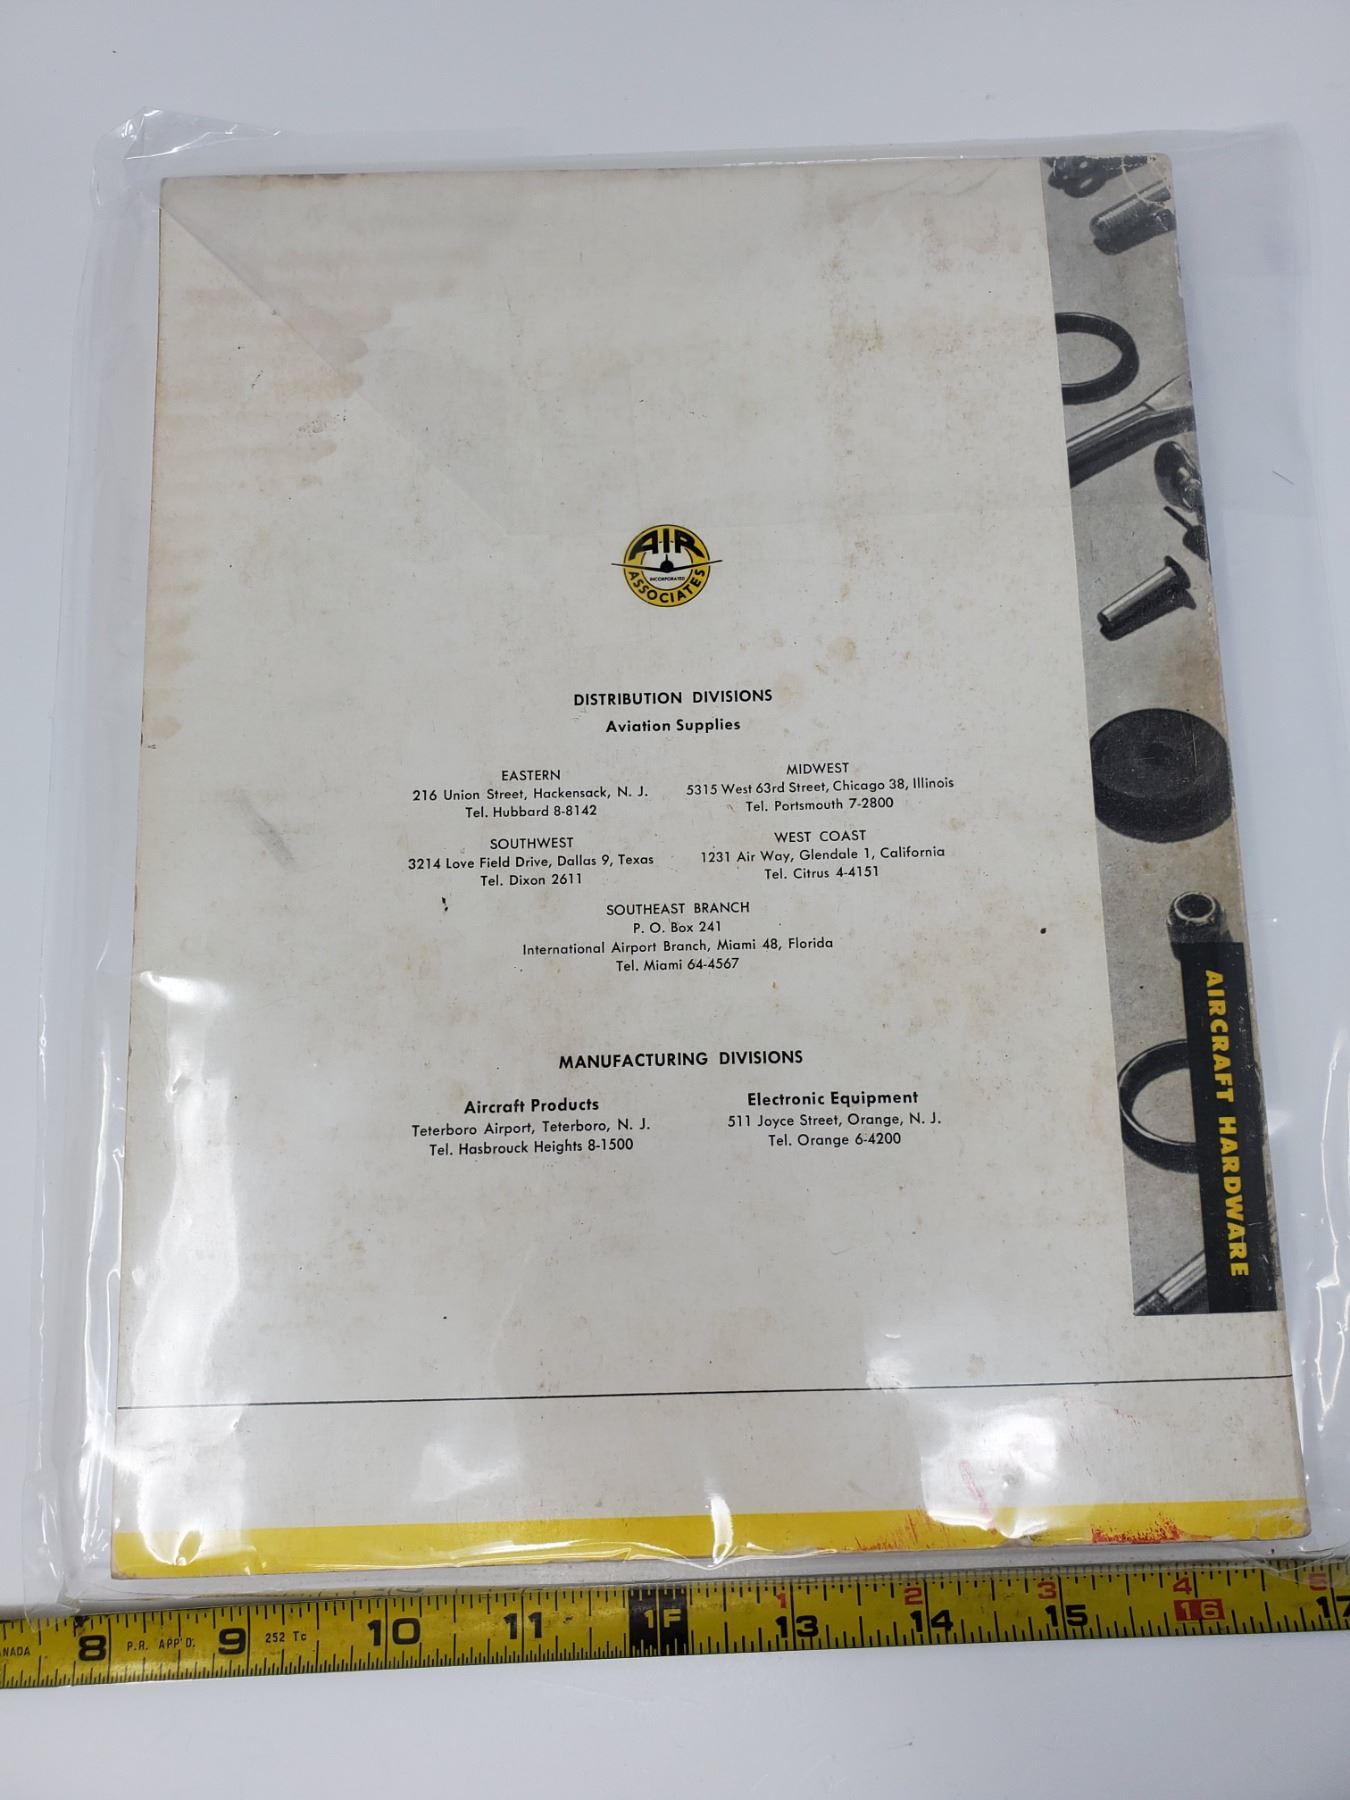 AIR
INCORPORATED
ASSOCIATES
DISTRIBUTION DIVISIONS
Aviation Supplies
EASTERN
216 Union Street, Hackensack, N. J.
Tel. Hubbard 8-8142
MIDWEST
5315 West 63rd Street, Chicago 38, Illinois
Tel. Portsmouth 7-2800
SOUTHWEST
3214 Love Field Drive, Dallas 9, Texas
Tel. Dixon 2611
WEST COAST
1231 Air Way, Glendale 1, California
Tel. Citrus 4-4151
SOUTHEAST BRANCH
P. O. Box 241
International Airport Branch, Miami 48, Florida
Tel. Miami 64-4567
MANUFACTURING DIVISIONS
Aircraft Products
Teterboro Airport, Teterboro, N. J.
Tel. Hasbrouck Heights 8-1500
Electronic Equipment
511 Joyce Street, Orange, N. J.
Tel. Orange 6-4200
AIRCRAFT HARDWARE
1 2 3 4 5
8 P.A. APP'D. 9 252 Tc 10 11 1F 13 14 15 16 17